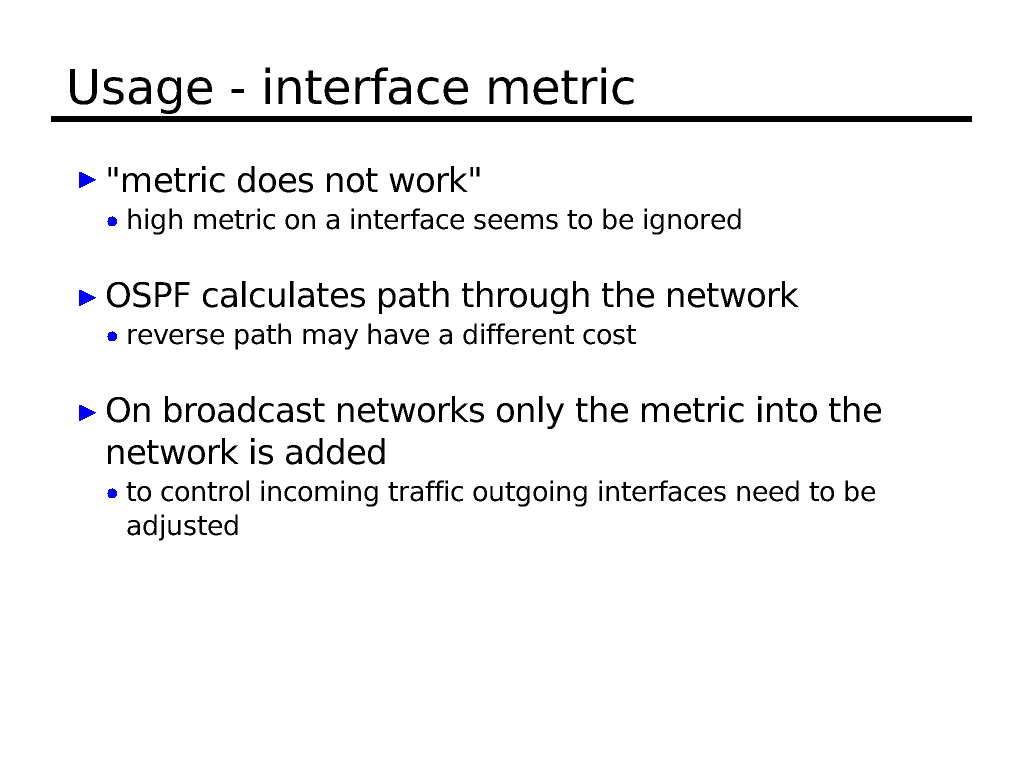 Usage - interface metric
"metric does not work"
high metric on a interface seems to be ignored
OSPF calculates path through the network
reverse path may have a different cost
On broadcast networks only the metric into the
network is added
to control incoming traffic outgoing interfaces need to be
adjusted